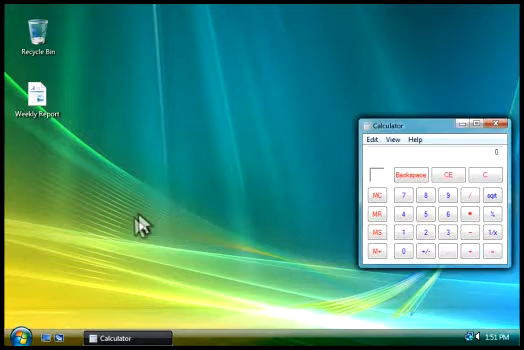 Recycle Bin
Weekly Report
Calculator
Edit View Help
0
Backspace CE C
MC 7 8 9 / sqrt
MR 4 5 6 * %
MS 1 2 3 - 1/x
M+ 0 +/- . + =
Calculator
1:51 PM